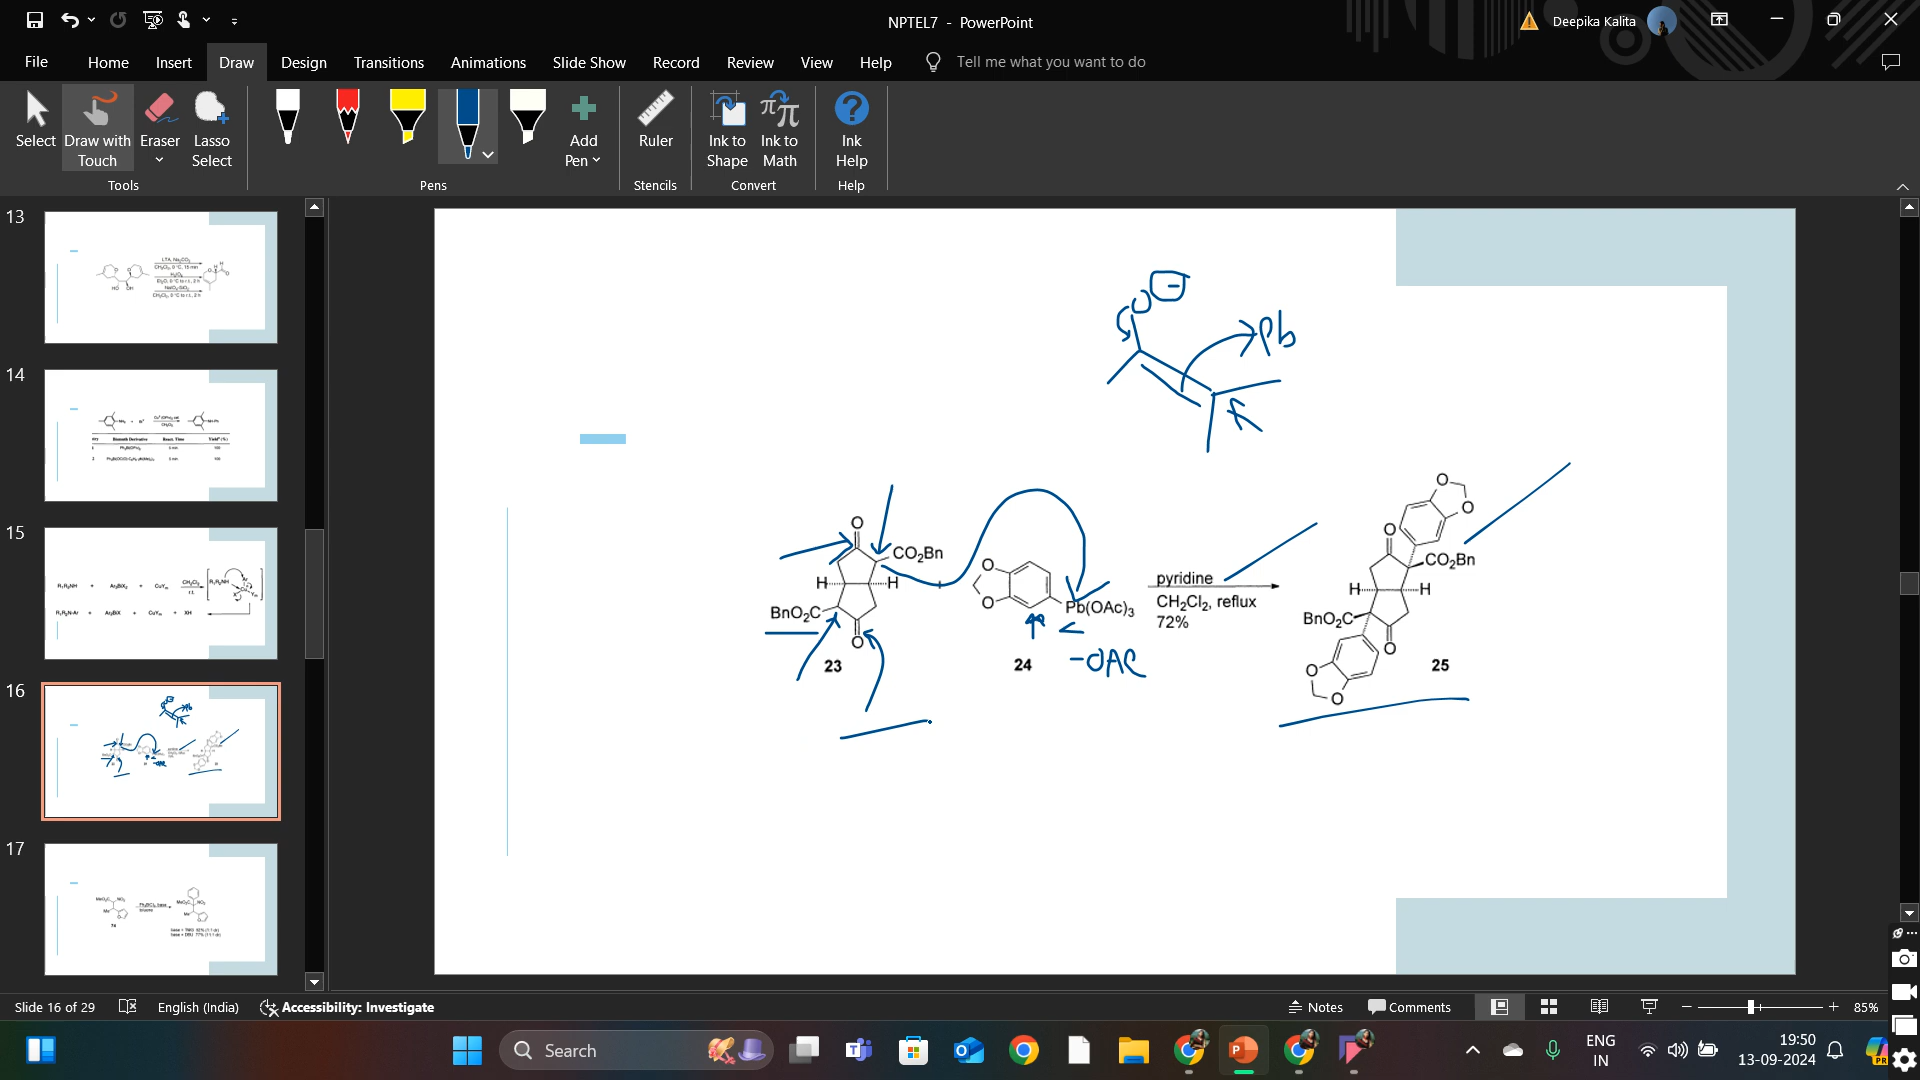 NPTEL7 - PowerPoint
Deepika Kalita
File Home Insert Draw Design Transitions Animations Slide Show Record Review View Help Tell me what you want to do
Select
Draw with Touch
Eraser
Lasso Select
Add Pen
Ruler
Ink to Shape
Ink to Math
Ink Help
Tools Pens Stencils Convert Help
13
14
15
16
17
O
-
Pb
O
CO₂Bn
H
H
BnO₂C
O
23
+
O
O
Pb(OAc)₃
24
-OAC
pyridine
CH₂Cl₂, reflux
72%
O
O
O
CO₂Bn
H
H
BnO₂C
O
O
O
25
Slide 16 of 29 English (India) Accessibility: Investigate Notes Comments 85%
Search
ENG
IN
19:50
13-09-2024